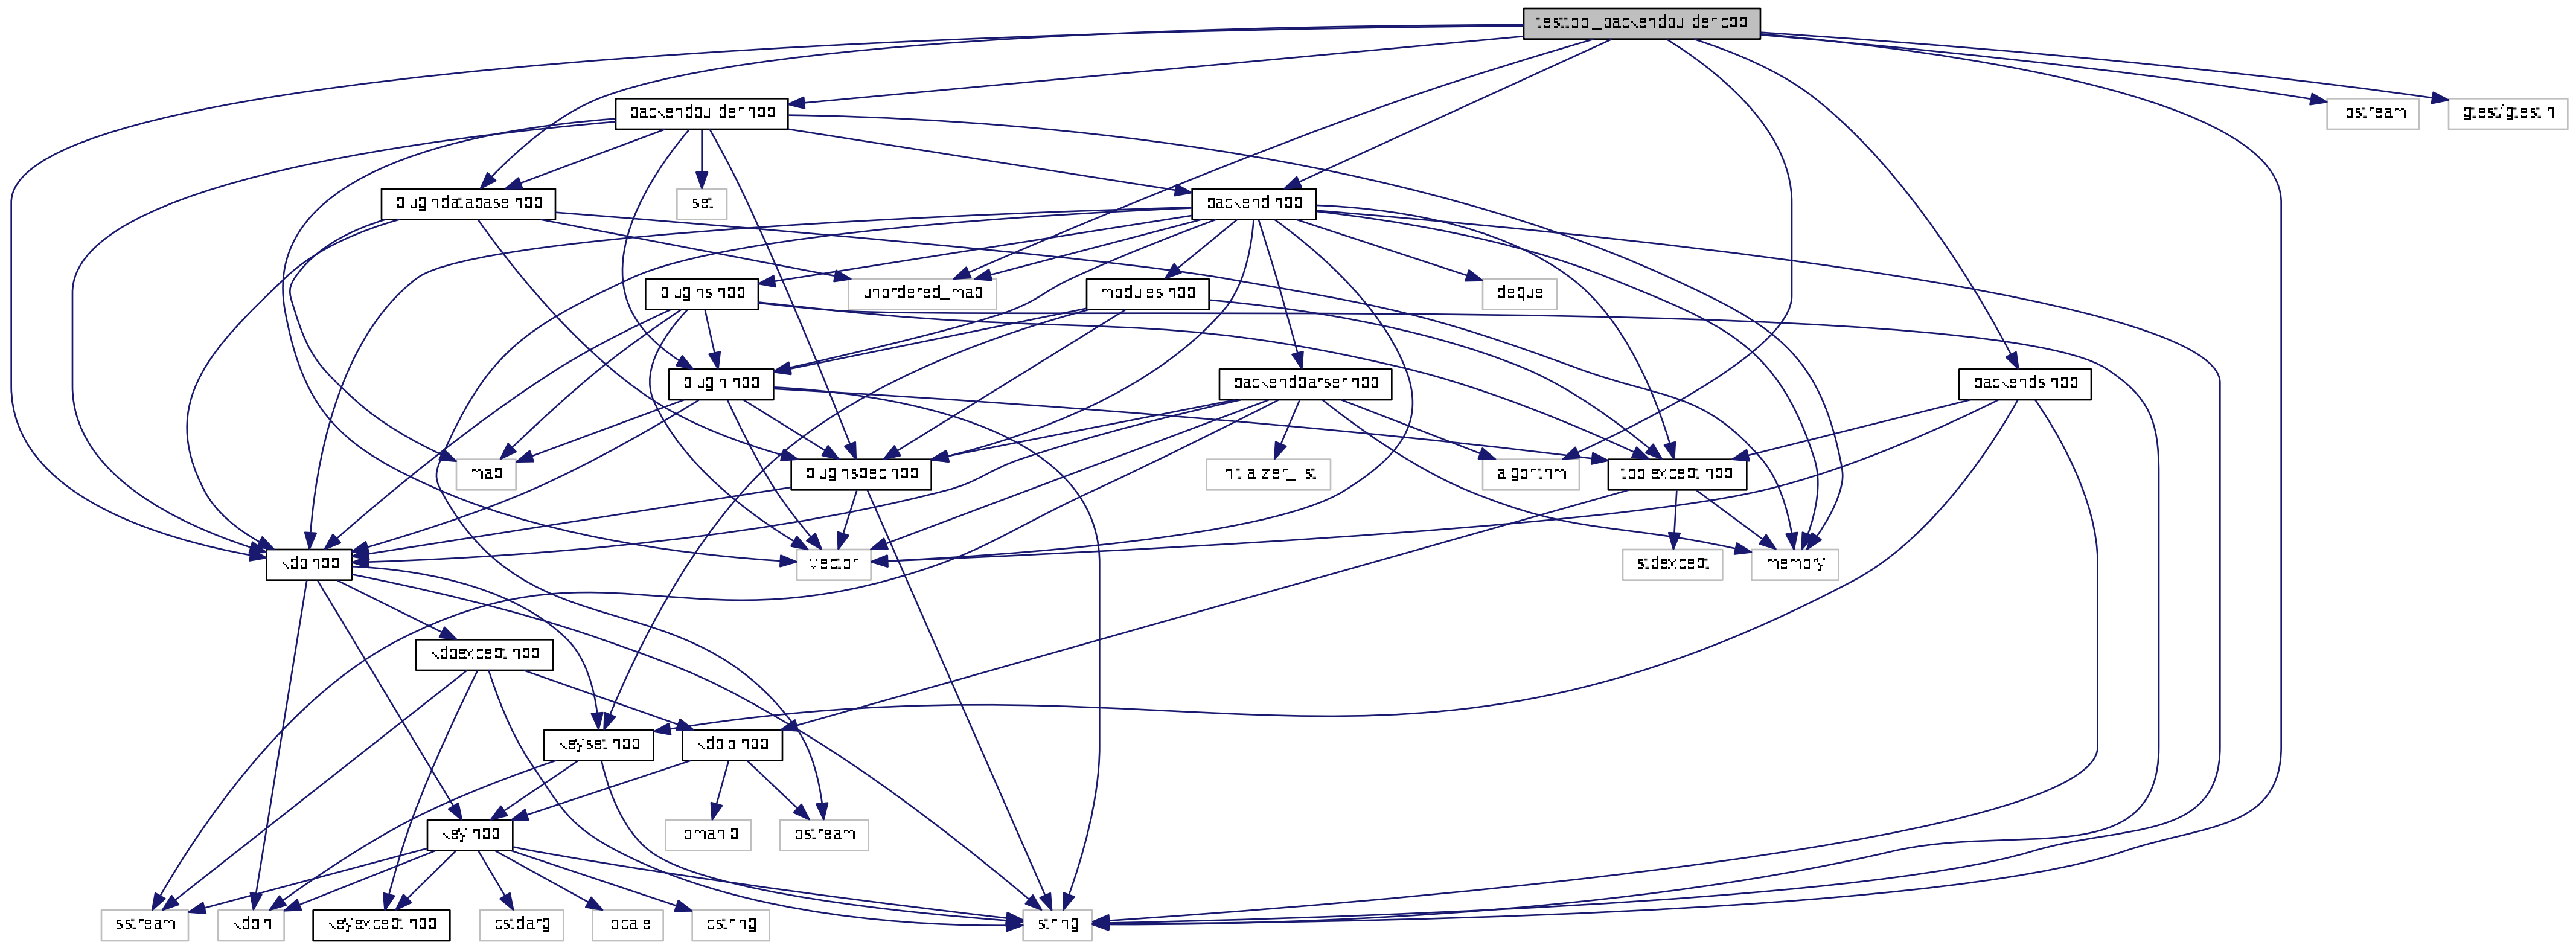 testtool_backendbuilder.cpp
backendbuilder.hpp
iostream
gtest/gtest.h
plugindatabase.hpp
set
backend.hpp
plugins.hpp
unordered_map
modules.hpp
deque
plugin.hpp
backendparser.hpp
backends.hpp
map
pluginspec.hpp
initializer_list
algorithm
toolexcept.hpp
kdb.hpp
vector
stdexcept
memory
kdbexcept.hpp
keyset.hpp
kdbio.hpp
key.hpp
iomanip
ostream
sstream
kdb.h
keyexcept.hpp
cstdarg
locale
cstring
string